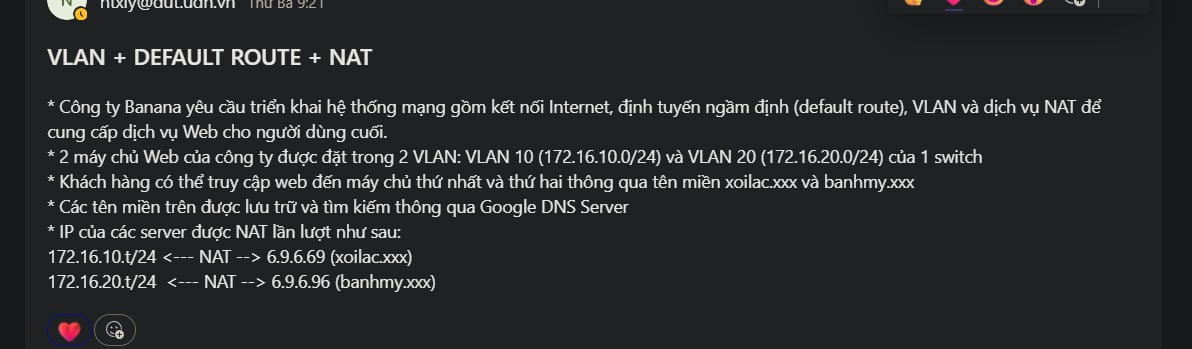 ntxly@dut.udn.vn Thứ Ba 9:21
VLAN + DEFAULT ROUTE + NAT
* Công ty Banana yêu cầu triển khai hệ thống mạng gồm kết nối Internet, định tuyến ngầm định (default route), VLAN và dịch vụ NAT để
cung cấp dịch vụ Web cho người dùng cuối.
* 2 máy chủ Web của công ty được đặt trong 2 VLAN: VLAN 10 (172.16.10.0/24) và VLAN 20 (172.16.20.0/24) của 1 switch
* Khách hàng có thể truy cập web đến máy chủ thứ nhất và thứ hai thông qua tên miền xoilac.xxx và banhmy.xxx
* Các tên miền trên được lưu trữ và tìm kiếm thông qua Google DNS Server
* IP của các server được NAT lần lượt như sau:
172.16.10.t/24 <--- NAT --> 6.9.6.69 (xoilac.xxx)
172.16.20.t/24 <--- NAT --> 6.9.6.96 (banhmy.xxx)